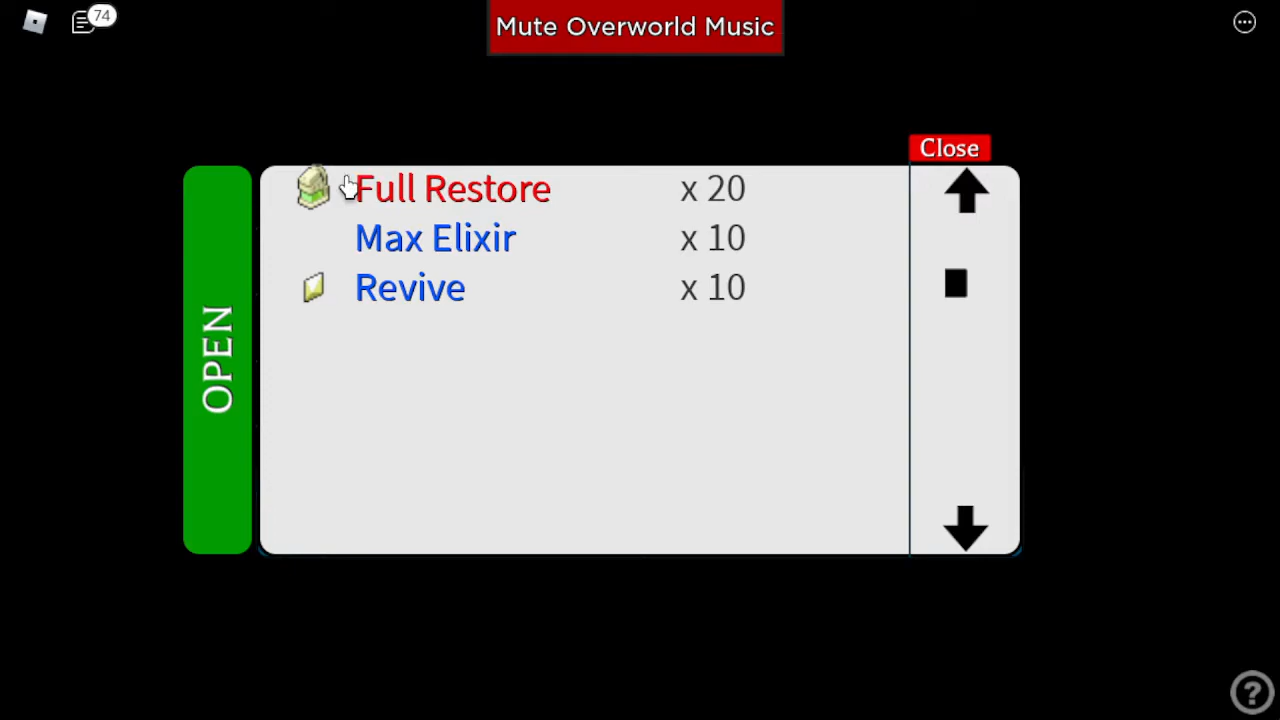 74
Mute Overworld Music
Close
OPEN
Full Restore x 20
Max Elixir x 10
Revive x 10
?